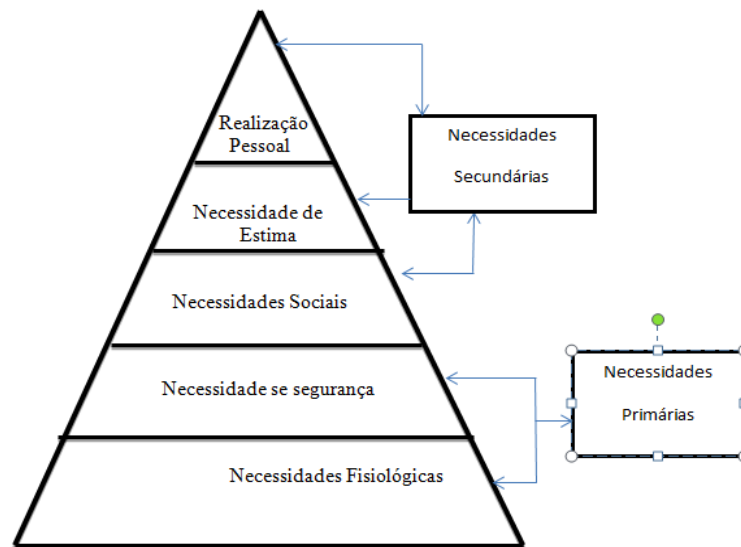 Realização
Pessoal
Necessidade de
Estima
Necessidades Sociais
Necessidade se segurança
Necessidades Fisiológicas
Necessidades
Secundárias
Necessidades
Primárias